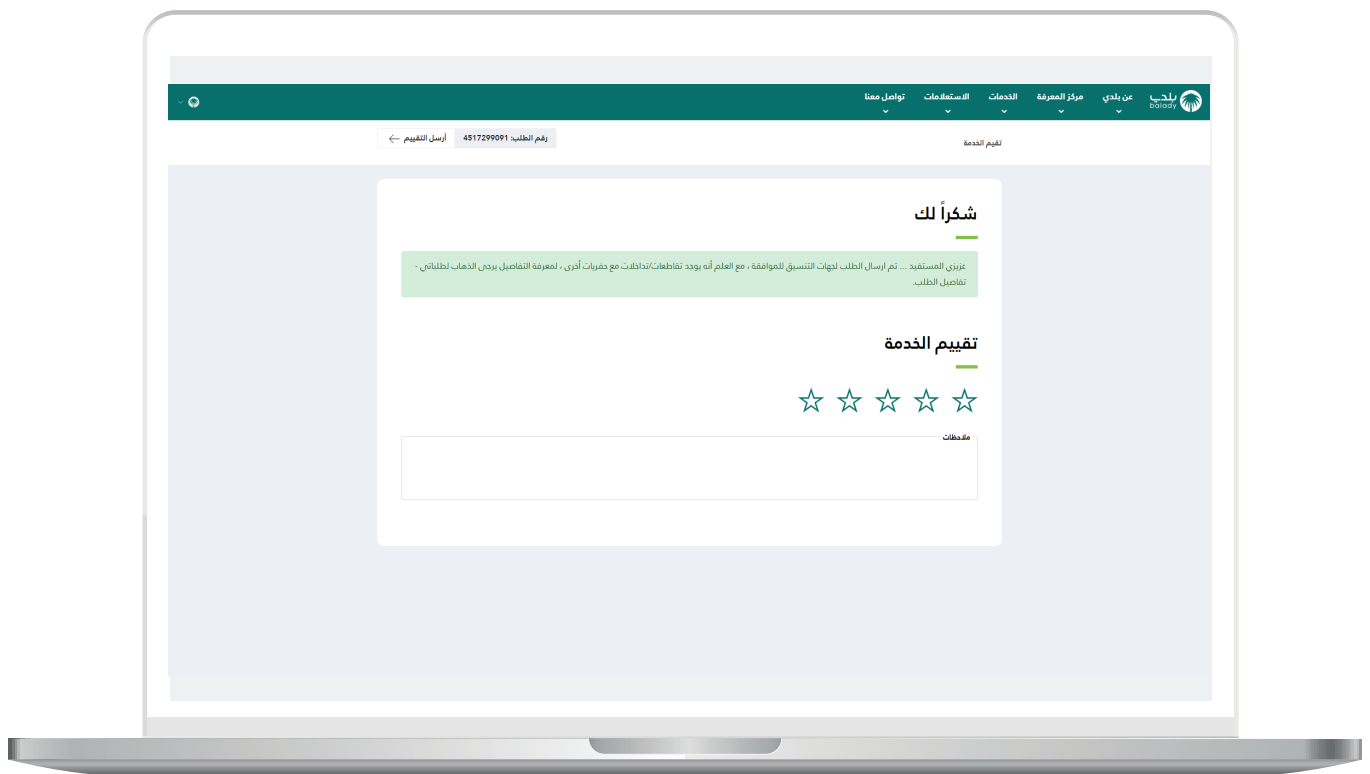 بلدي
balady
عن بلدي
مركز المعرفة
الخدمات
الاستعلامات
تواصل معنا
تقيم الخدمة
رقم الطلب: 4517299091
أرسل التقييم
شكراً لك
عزيزي المستفيد ... تم ارسال الطلب لجهات التنسيق للموافقة ، مع العلم أنه يوجد تقاطعات/تداخلات مع حفريات أخرى ، لمعرفة التفاصيل يرجى الذهاب لطلباتي -
تفاصيل الطلب.
تقييم الخدمة
ملاحظات